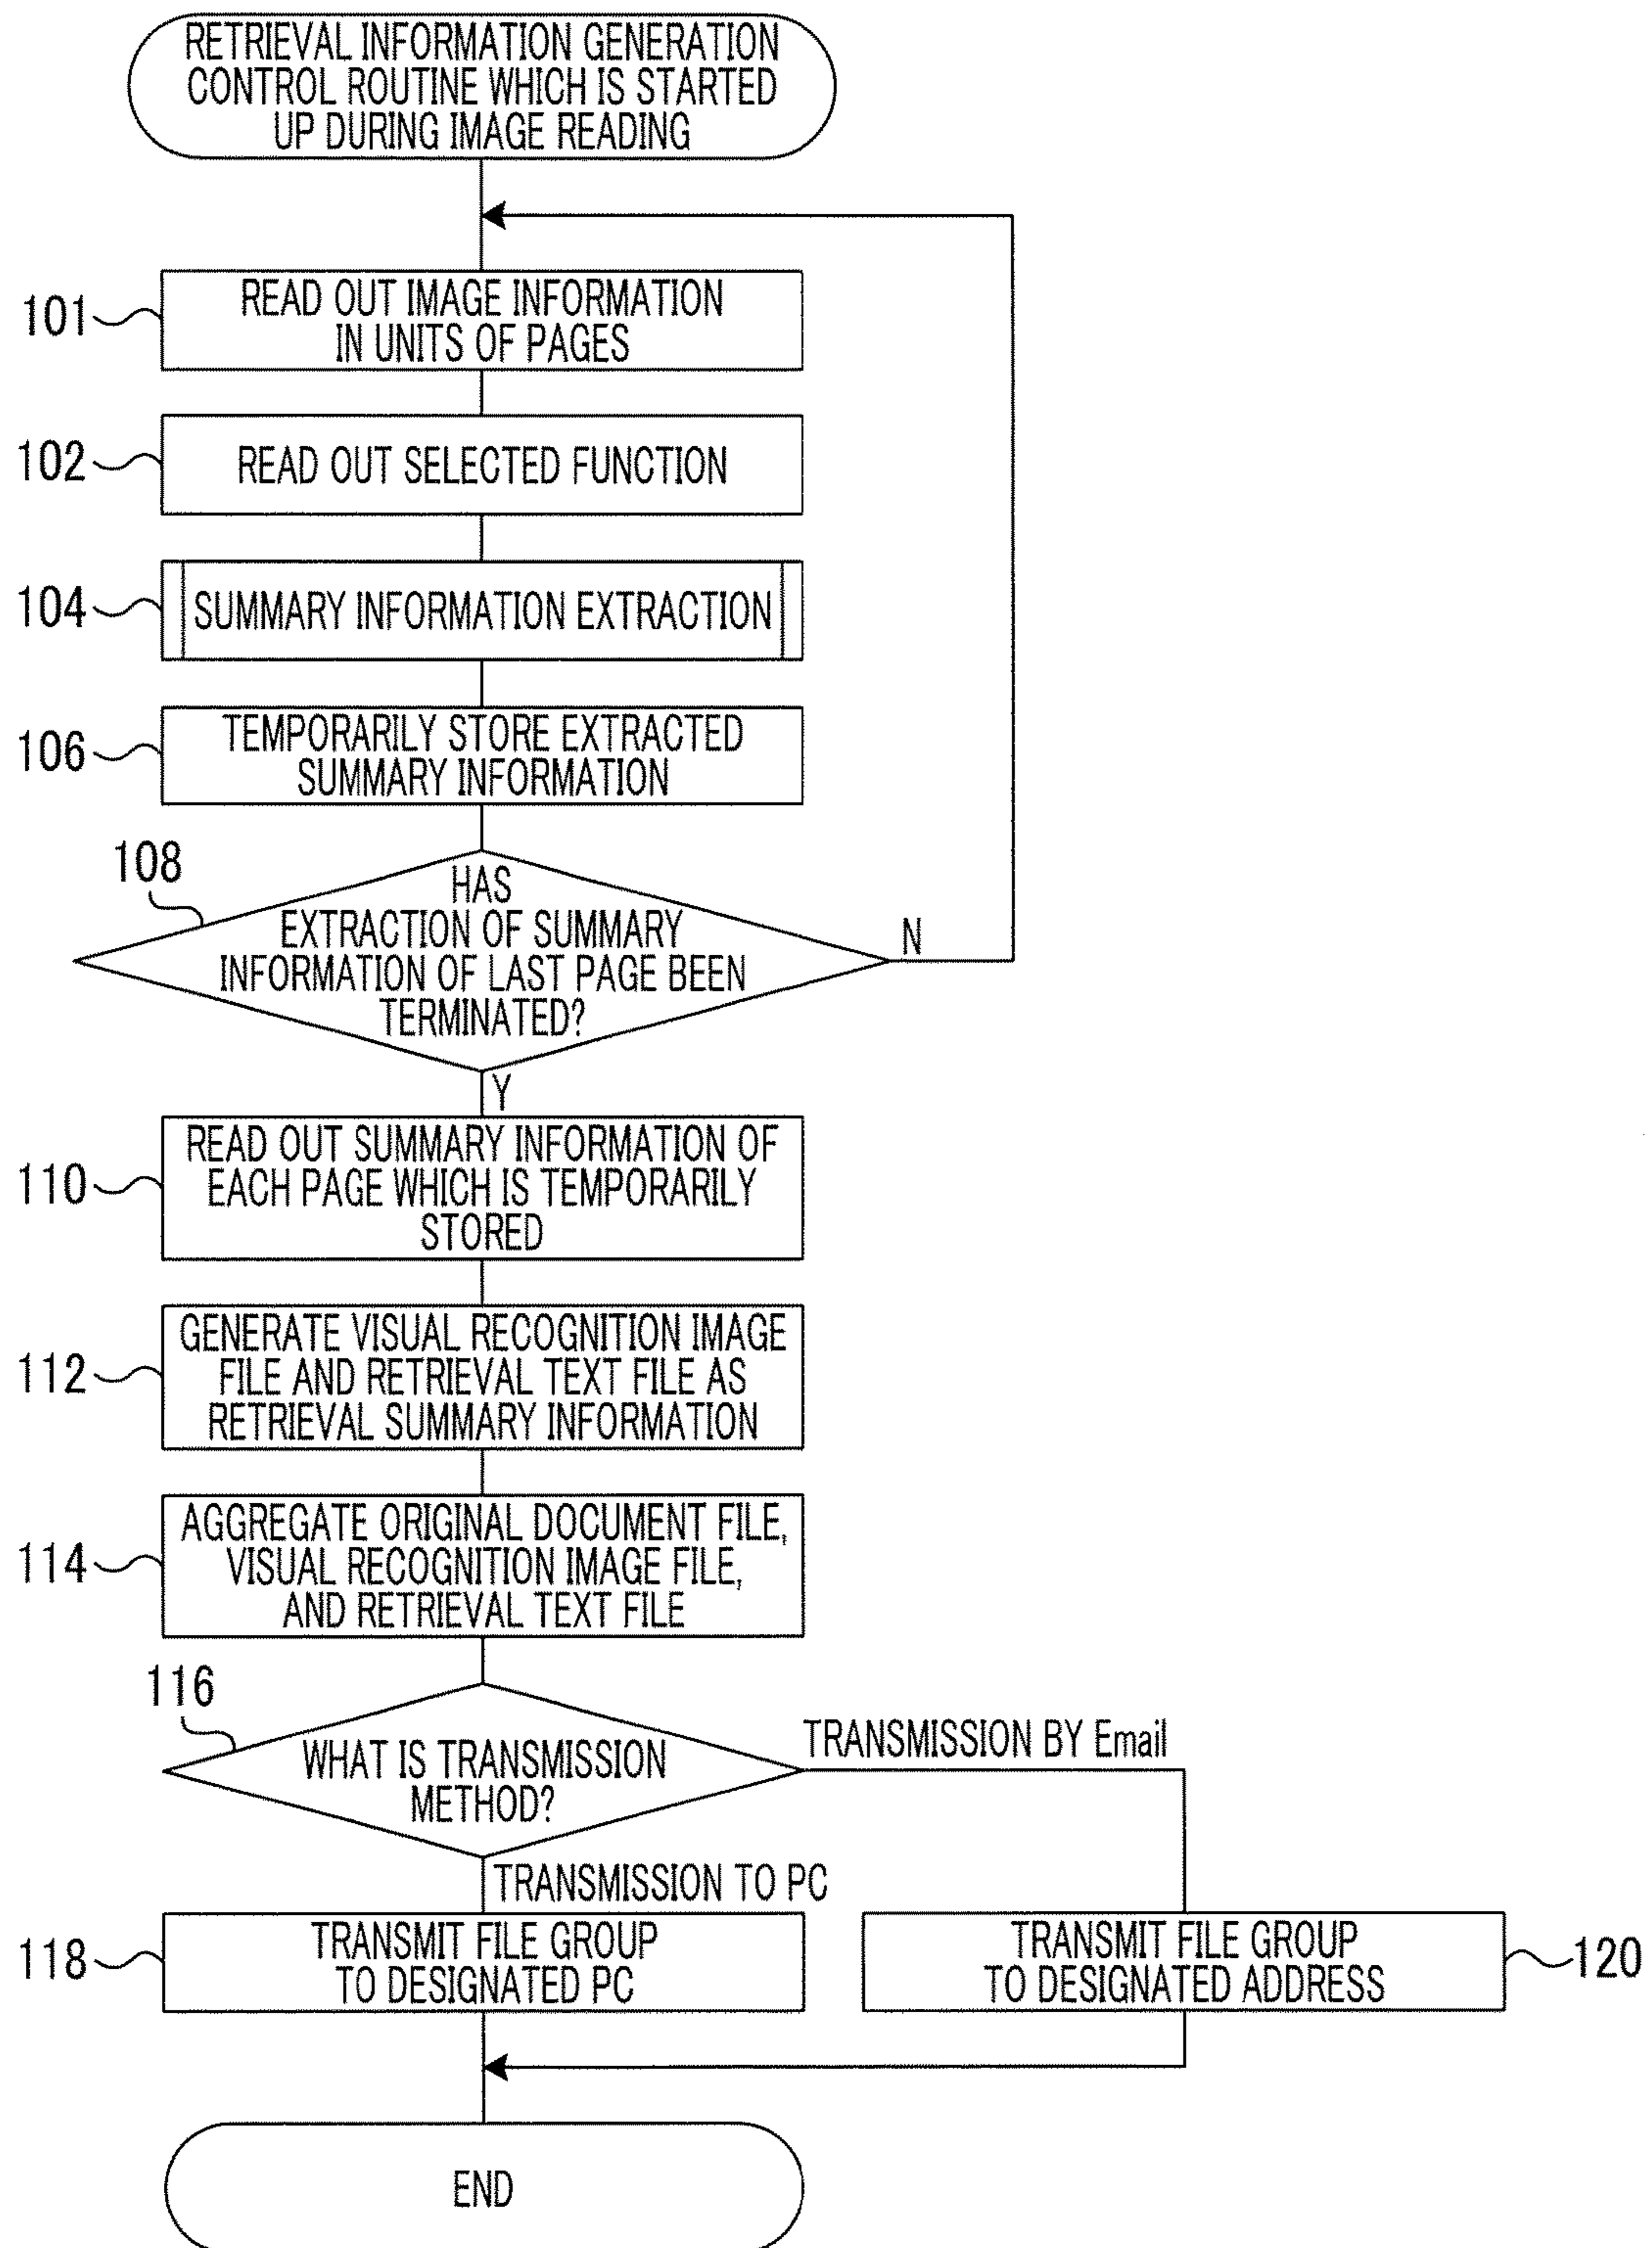 RETRIEVAL INFORMATION GENERATION
CONTROL ROUTINE WHICH IS STARTED
UP DURING IMAGE READING
101
READ OUT IMAGE INFORMATION
IN UNITS OF PAGES
102
READ OUT SELECTED FUNCTION
104
SUMMARY INFORMATION EXTRACTION
106
TEMPORARILY STORE EXTRACTED
SUMMARY INFORMATION
108
HAS
EXTRACTION OF SUMMARY
INFORMATION OF LAST PAGE BEEN
TERMINATED?
N
Y
110
READ OUT SUMMARY INFORMATION OF
EACH PAGE WHICH IS TEMPORARILY
STORED
112
GENERATE VISUAL RECOGNITION IMAGE
FILE AND RETRIEVAL TEXT FILE AS
RETRIEVAL SUMMARY INFORMATION
114
AGGREGATE ORIGINAL DOCUMENT FILE,
VISUAL RECOGNITION IMAGE FILE,
AND RETRIEVAL TEXT FILE
116
WHAT IS TRANSMISSION
METHOD?
TRANSMISSION BY Email
TRANSMISSION TO PC
118
TRANSMIT FILE GROUP
TO DESIGNATED PC
TRANSMIT FILE GROUP
TO DESIGNATED ADDRESS
120
END